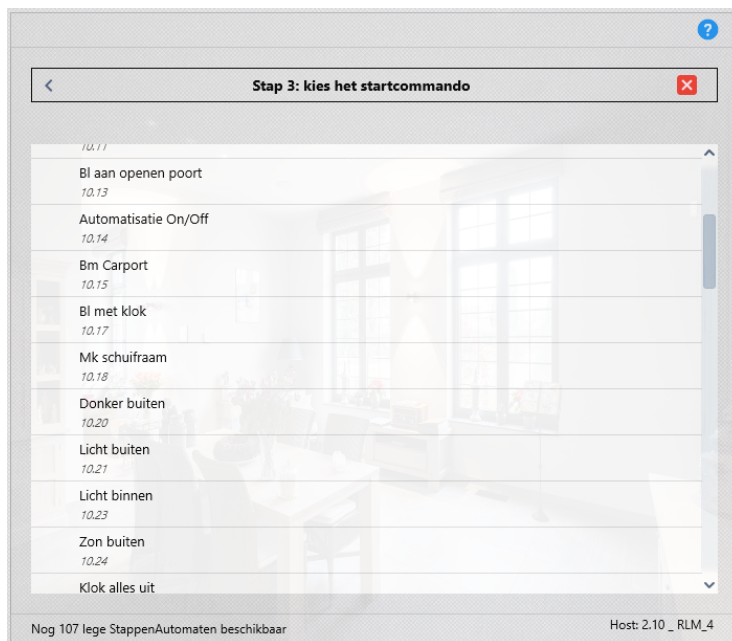 ?
Stap 3: kies het startcommando
10.11
Bl aan openen poort
10.13
Automatisatie On/Off
10.14
Bm Carport
10.15
Bl met klok
10.17
Mk schuifraam
10.18
Donker buiten
10.20
Licht buiten
10.21
Licht binnen
10.23
Zon buiten
10.24
Klok alles uit
Nog 107 lege StappenAutomaten beschikbaar
Host: 2.10 _ RLM_4